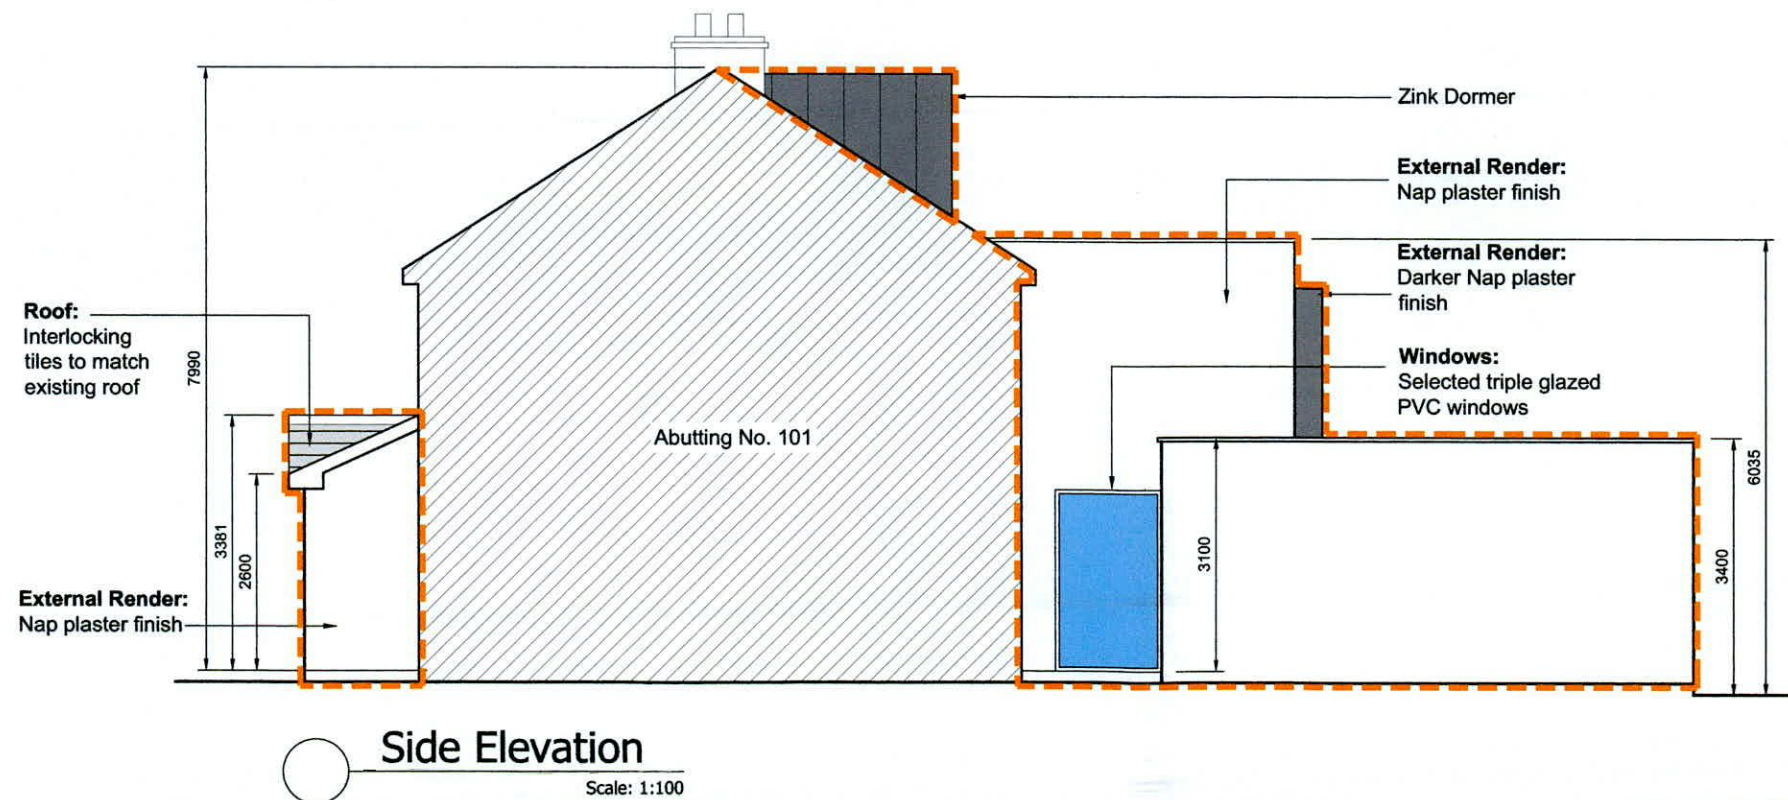 Zink Dormer
External Render:
Nap plaster finish
External Render:
Darker Nap plaster
finish
Windows:
Selected triple glazed
PVC windows
Roof:
Interlocking
tiles to match
existing roof
7990
3381
2600
External Render:
Nap plaster finish
Abutting No. 101
3100
3400
6035
Side Elevation
Scale: 1:100